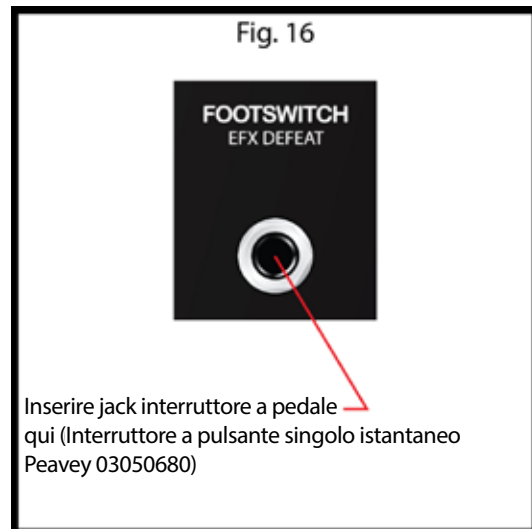 Fig. 16
FOOTSWITCH
EFX DEFEAT
Inserire jack interruttore a pedale
qui (Interruttore a pulsante singolo istantaneo
Peavey 03050680)